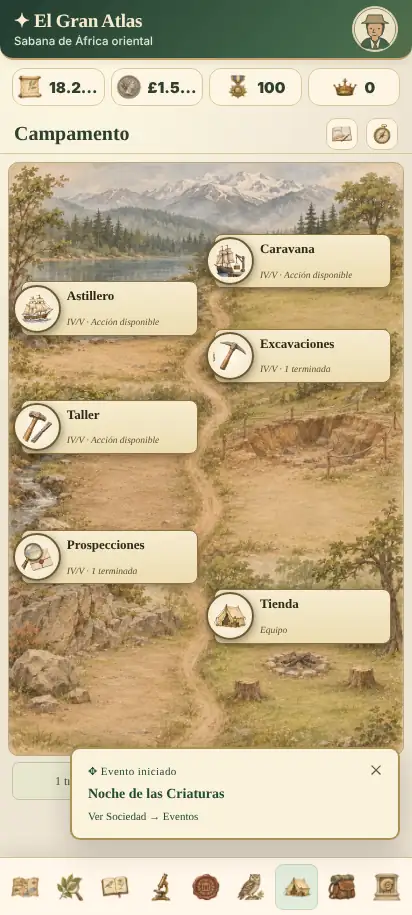 ✦ El Gran Atlas
Sabana de África oriental
18.2...
£1.5...
100
0
Campamento
Caravana
IV/V · Acción disponible
Astillero
IV/V · Acción disponible
Excavaciones
IV/V · 1 terminada
Taller
IV/V · Acción disponible
Prospecciones
IV/V · 1 terminada
Tienda
Equipo
✥ Evento iniciado
Noche de las Criaturas
Ver Sociedad → Eventos
1